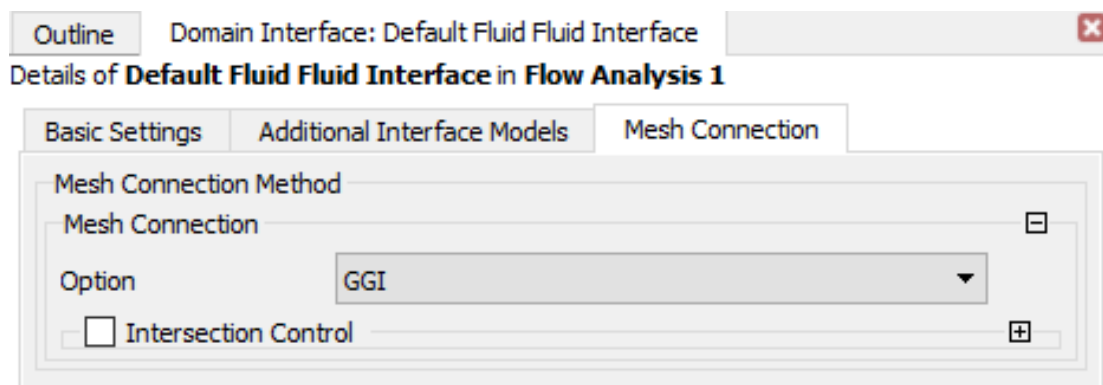 Outline Domain Interface: Default Fluid Fluid Interface
Details of Default Fluid Fluid Interface in Flow Analysis 1
Basic Settings Additional Interface Models Mesh Connection
Mesh Connection Method
Mesh Connection
Option GGI
Intersection Control